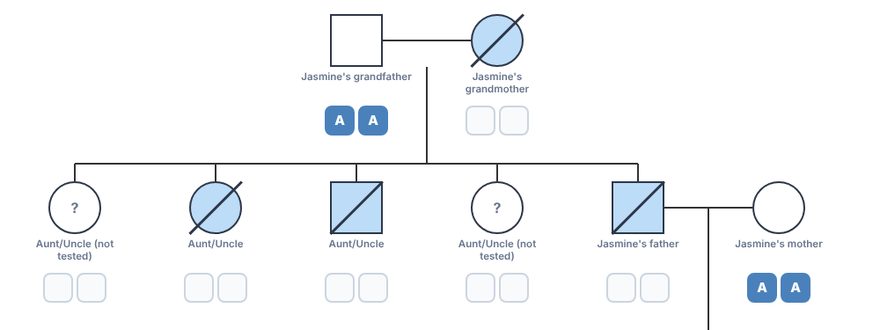 Jasmine's grandfather
Jasmine's
grandmother
A A
?
?
Aunt/Uncle (not
tested)
Aunt/Uncle
Aunt/Uncle
Aunt/Uncle (not
tested)
Jasmine's father
Jasmine's mother
A A